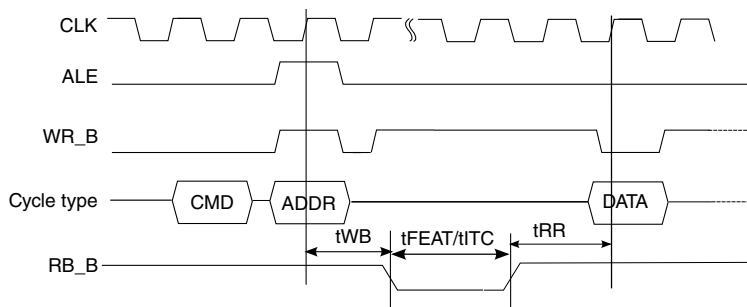 CLK
ALE
WR_B
Cycle type
CMD
ADDR
DATA
tWB
tFEAT/tITC
tRR
RB_B